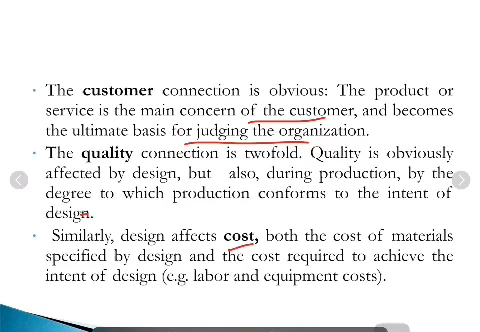 • The customer connection is obvious: The product or
service is the main concern of the customer, and becomes
the ultimate basis for judging the organization.
• The quality connection is twofold. Quality is obviously
affected by design, but also, during production, by the
degree to which production conforms to the intent of
design.
• Similarly, design affects cost, both the cost of materials
specified by design and the cost required to achieve the
intent of design (e.g. labor and equipment costs).